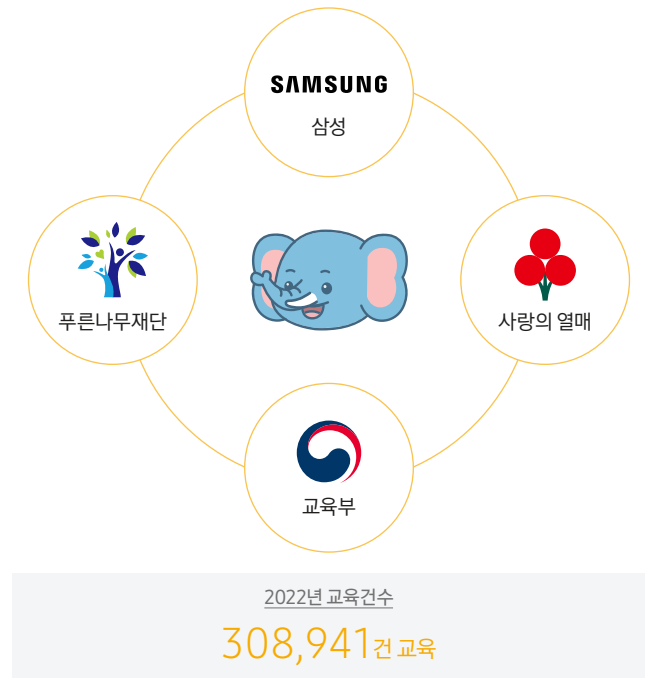 SAMSUNG
삼성
푸른나무재단
사랑의 열매
교육부
2022년 교육건수
308,941건 교육